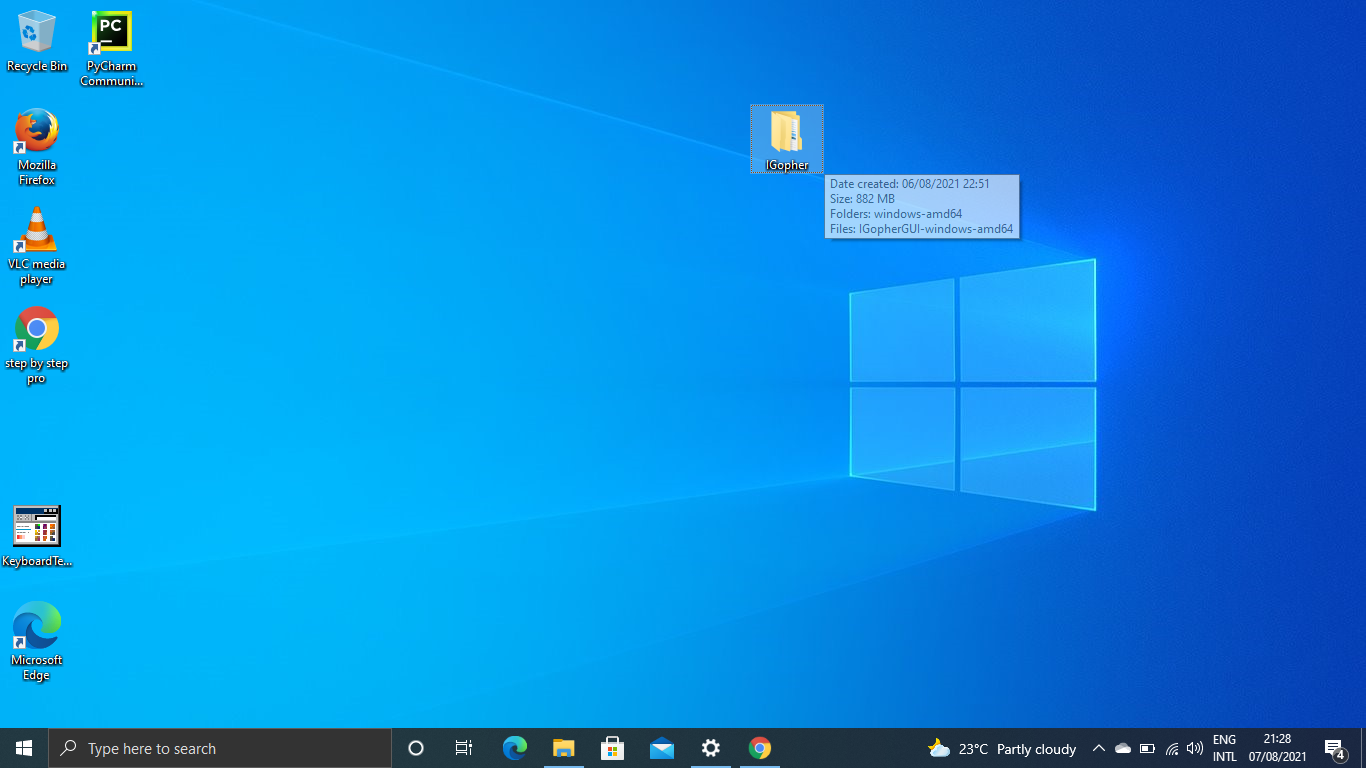 Recycle Bin
PC
PyCharm
Communi...
Mozilla
Firefox
VLC media
player
step by step
pro
KeyboardTe...
Microsoft
Edge
IGopher
Date created: 06/08/2021 22:51
Size: 882 MB
Folders: windows-amd64
Files: IGopherGUI-windows-amd64
Type here to search
23°C Partly cloudy
ENG
INTL
21:28
07/08/2021
4